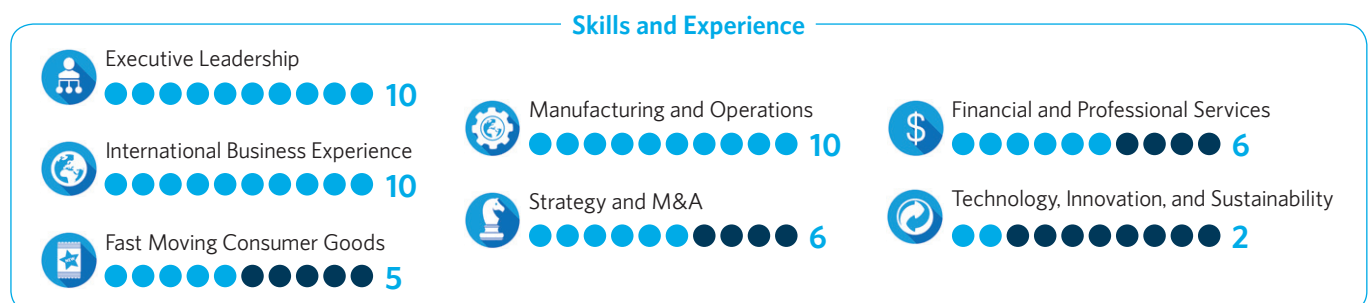 Skills and Experience
Executive Leadership
10
International Business Experience
10
Fast Moving Consumer Goods
5
Manufacturing and Operations
10
Strategy and M&A
6
Financial and Professional Services
$
6
Technology, Innovation, and Sustainability
2